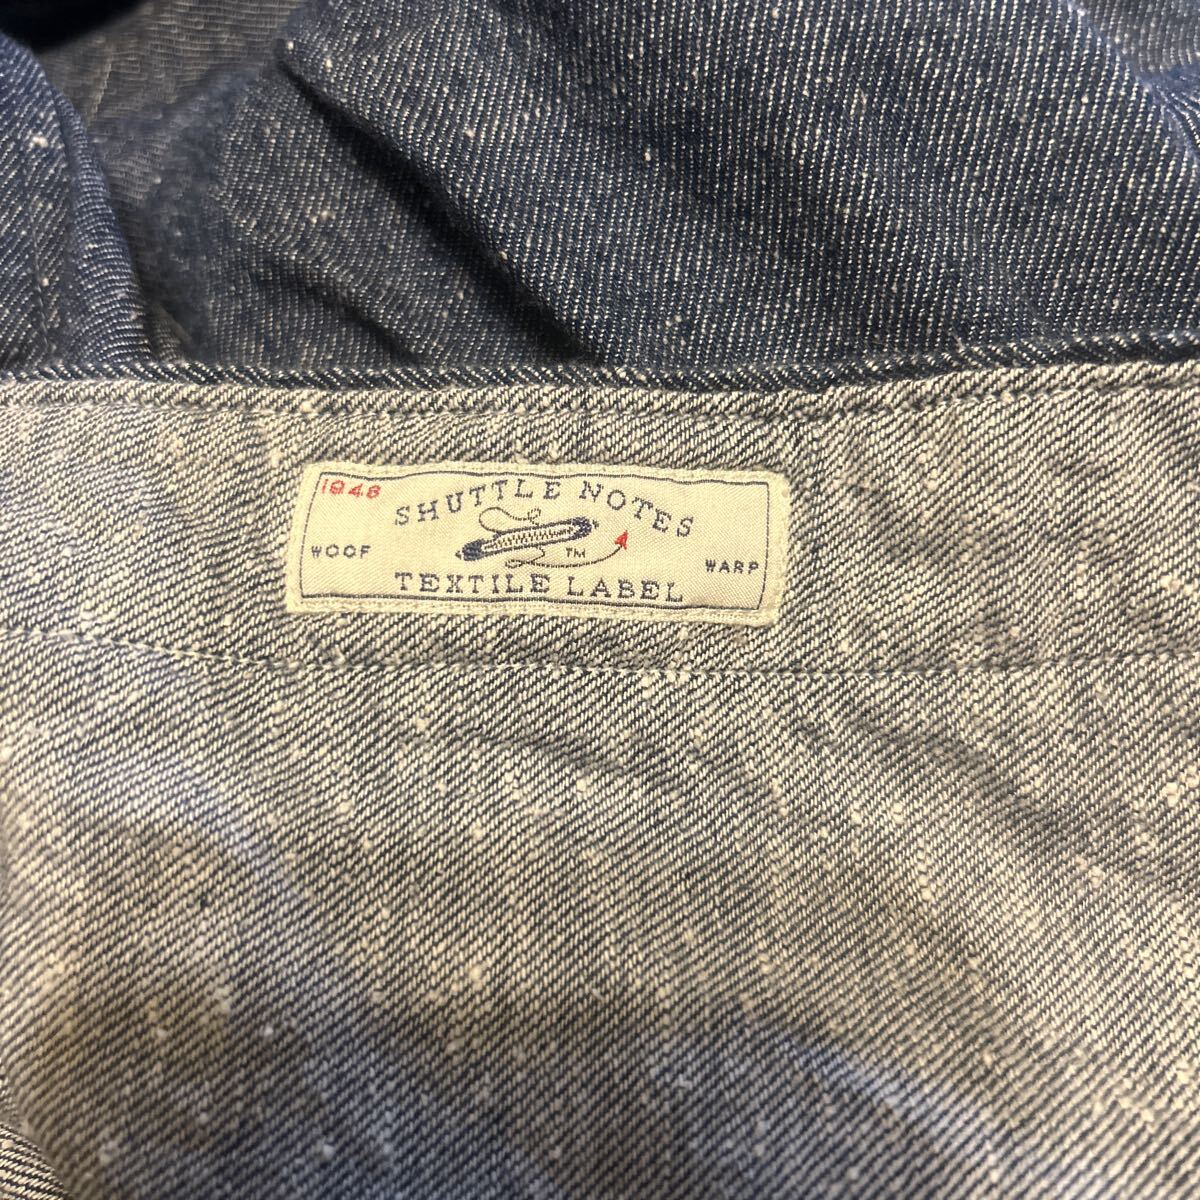 1948
SHUTTLE NOTES
WOOF
TM
WARP
TEXTILE LABEL